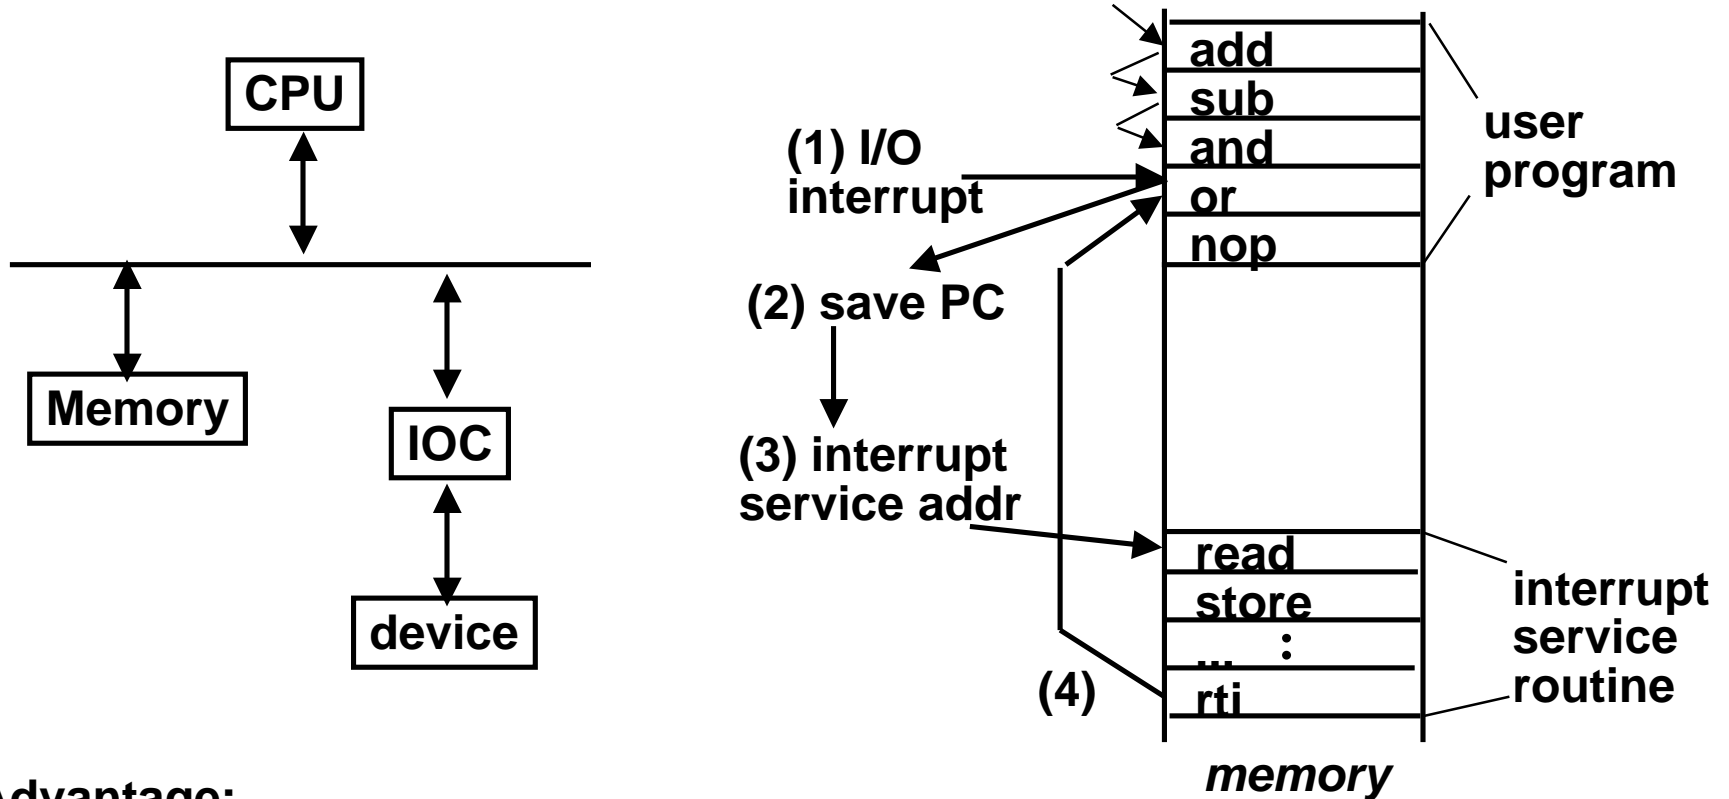 CPU
Memory
IOC
device
(1) I/O
interrupt
(2) save PC
(3) interrupt
service addr
(4)
add
sub
and
or
nop
user
program
read
store
:
...
rti
interrupt
service
routine
memory
Advantage: